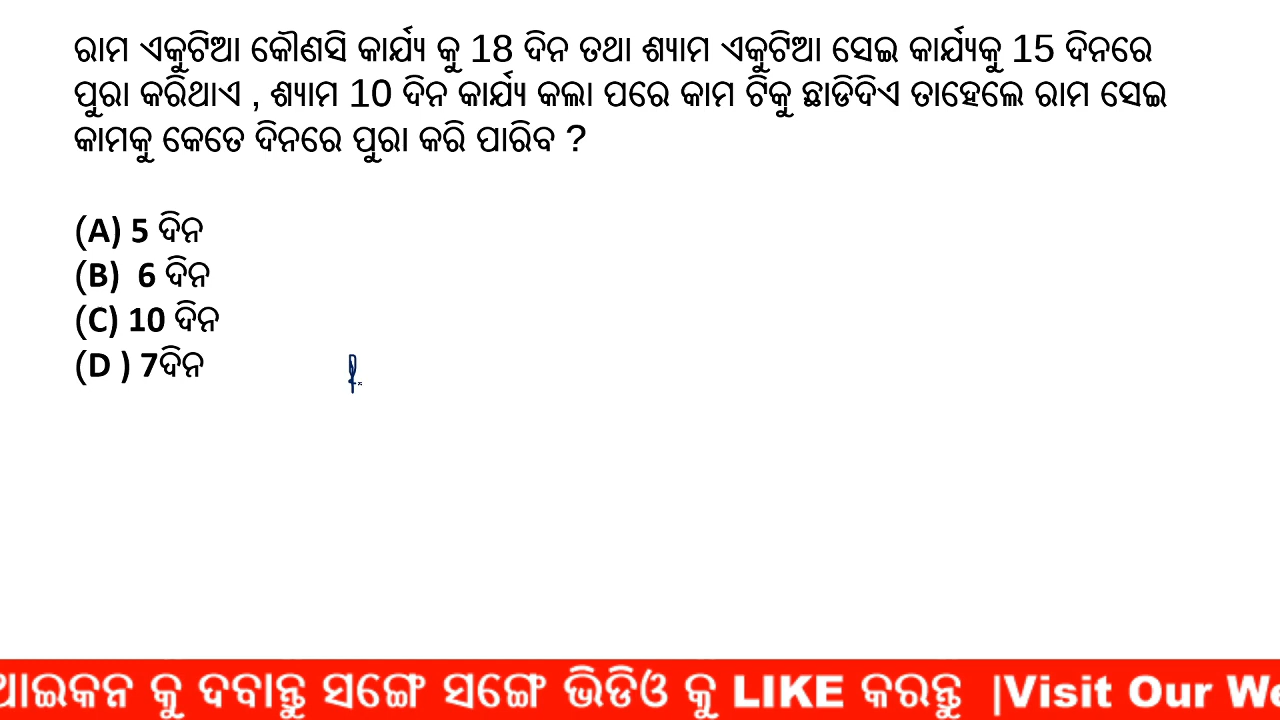 ରାମ ଏକୁଟିଆ କୌଣସି କାର୍ଯ୍ୟ କୁ 18 ଦିନ ତଥା ଶ୍ୟାମ ଏକୁଟିଆ ସେଇ କାର୍ଯ୍ୟକୁ 15 ଦିନରେ
ପୁରା କରିଥାଏ , ଶ୍ୟାମ 10 ଦିନ କାର୍ଯ୍ୟ କଲା ପରେ କାମ ଟିକୁ ଛାଡିଦିଏ ତାହେଲେ ରାମ ସେଇ
କାମକୁ କେତେ ଦିନରେ ପୁରା କରି ପାରିବ ?
(A) 5 ଦିନ
(B) 6 ଦିନ
(C) 10 ଦିନ
(D ) 7ଦିନ
ଆଇକନ କୁ ଦବାନ୍ତୁ ସଙ୍ଗେ ସଙ୍ଗେ ଭିଡିଓ କୁ LIKE କରନ୍ତୁ |Visit Our We